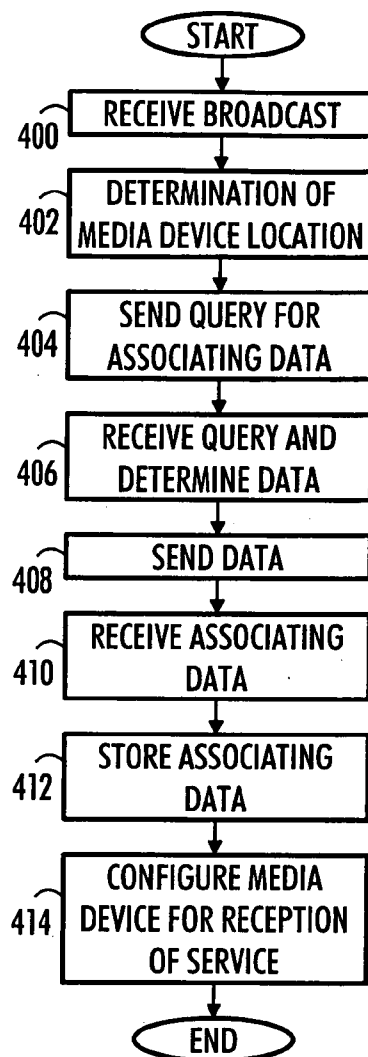 START
400
RECEIVE BROADCAST
402
DETERMINATION OF
MEDIA DEVICE LOCATION
404
SEND QUERY FOR
ASSOCIATING DATA
406
RECEIVE QUERY AND
DETERMINE DATA
408
SEND DATA
410
RECEIVE ASSOCIATING
DATA
412
STORE ASSOCIATING
DATA
414
CONFIGURE MEDIA
DEVICE FOR RECEPTION
OF SERVICE
END